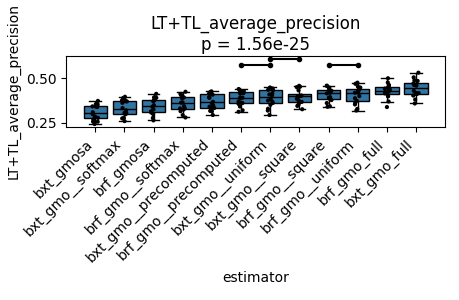 LT+TL_average_precision
p = 1.56e-25
LT+TL_average_precision
0.50
0.25
bxt_gmosa
bxt_gmo__softmax
brf_gmosa
brf_gmo__softmax
bxt_gmo__precomputed
brf_gmo__precomputed
bxt_gmo__uniform
bxt_gmo__square
brf_gmo__square
brf_gmo__uniform
brf_gmo_full
bxt_gmo_full
estimator